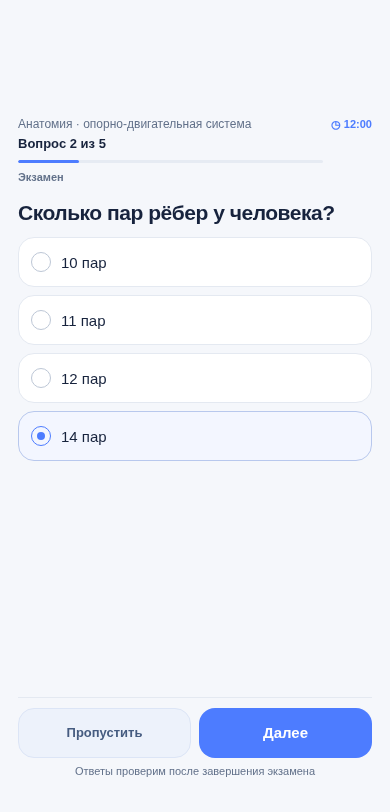 Анатомия · опорно-двигательная система
12:00
Вопрос 2 из 5
Экзамен
Сколько пар рёбер у человека?
10 пар
11 пар
12 пар
14 пар
Пропустить
Далее
Ответы проверим после завершения экзамена